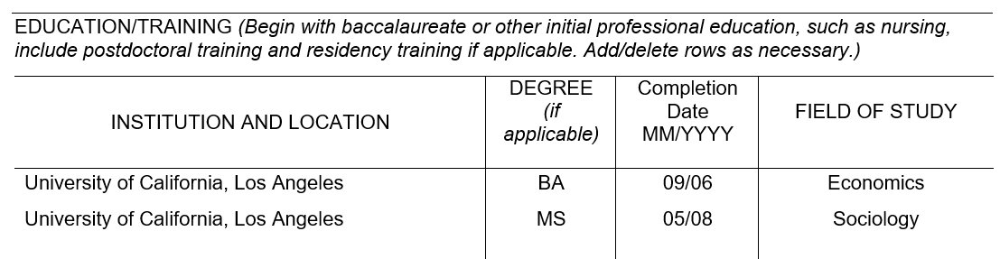 EDUCATION/TRAINING (Begin with baccalaureate or other initial professional education, such as nursing,
include postdoctoral training and residency training if applicable. Add/delete rows as necessary.)
INSTITUTION AND LOCATION
DEGREE
(if
applicable)
Completion
Date
MM/YYYY
FIELD OF STUDY
University of California, Los Angeles BA 09/06 Economics
University of California, Los Angeles MS 05/08 Sociology